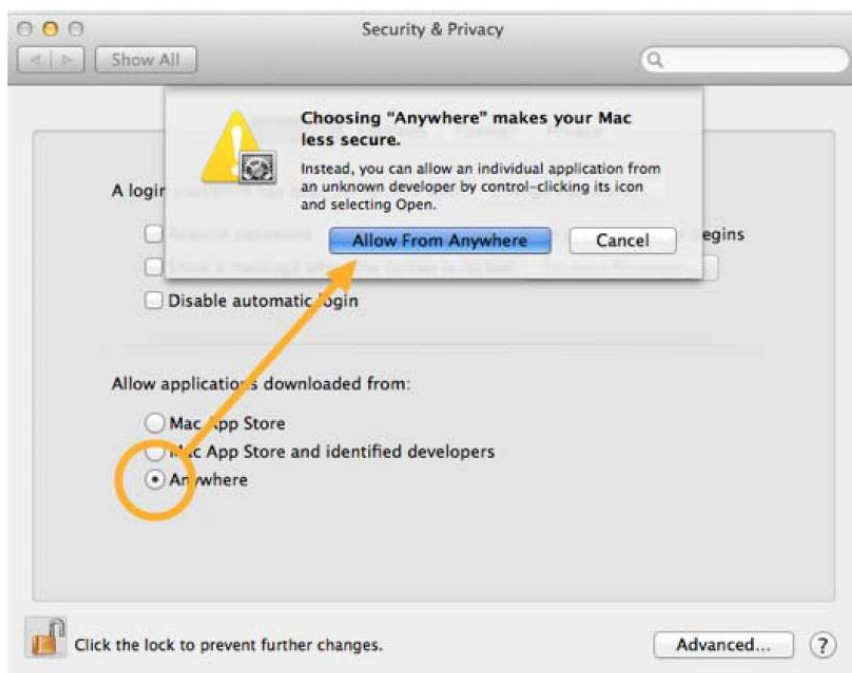 Security & Privacy
Show All
Choosing "Anywhere" makes your Mac
less secure.
Instead, you can allow an individual application from
an unknown developer by control-clicking its icon
and selecting Open.
A login
Allow From Anywhere
Cancel
egins
Disable automatic login
Allow applications downloaded from:
Mac App Store
Mac App Store and identified developers
Anywhere
Click the lock to prevent further changes.
Advanced...
?